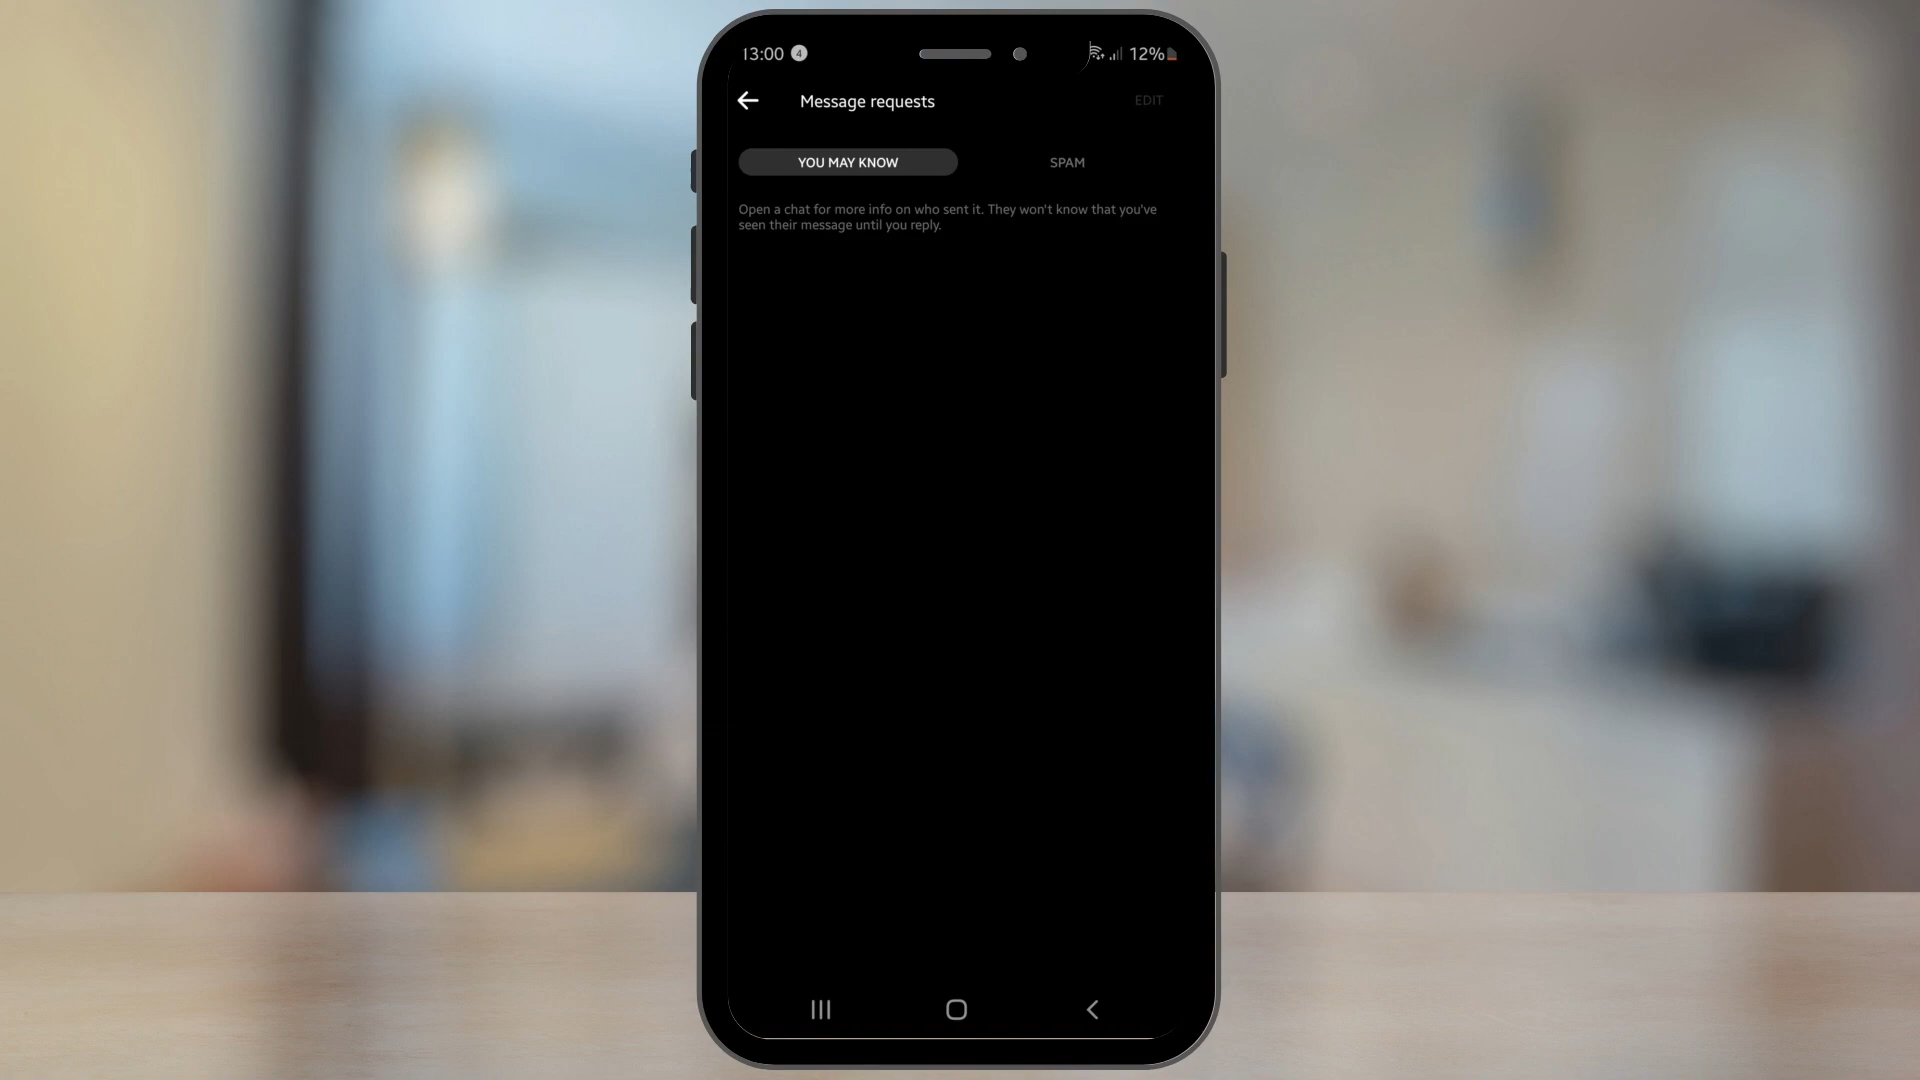 13:00 4 12%
Message requests EDIT
YOU MAY KNOW SPAM
Open a chat for more info on who sent it. They won't know that you've
seen their message until you reply.